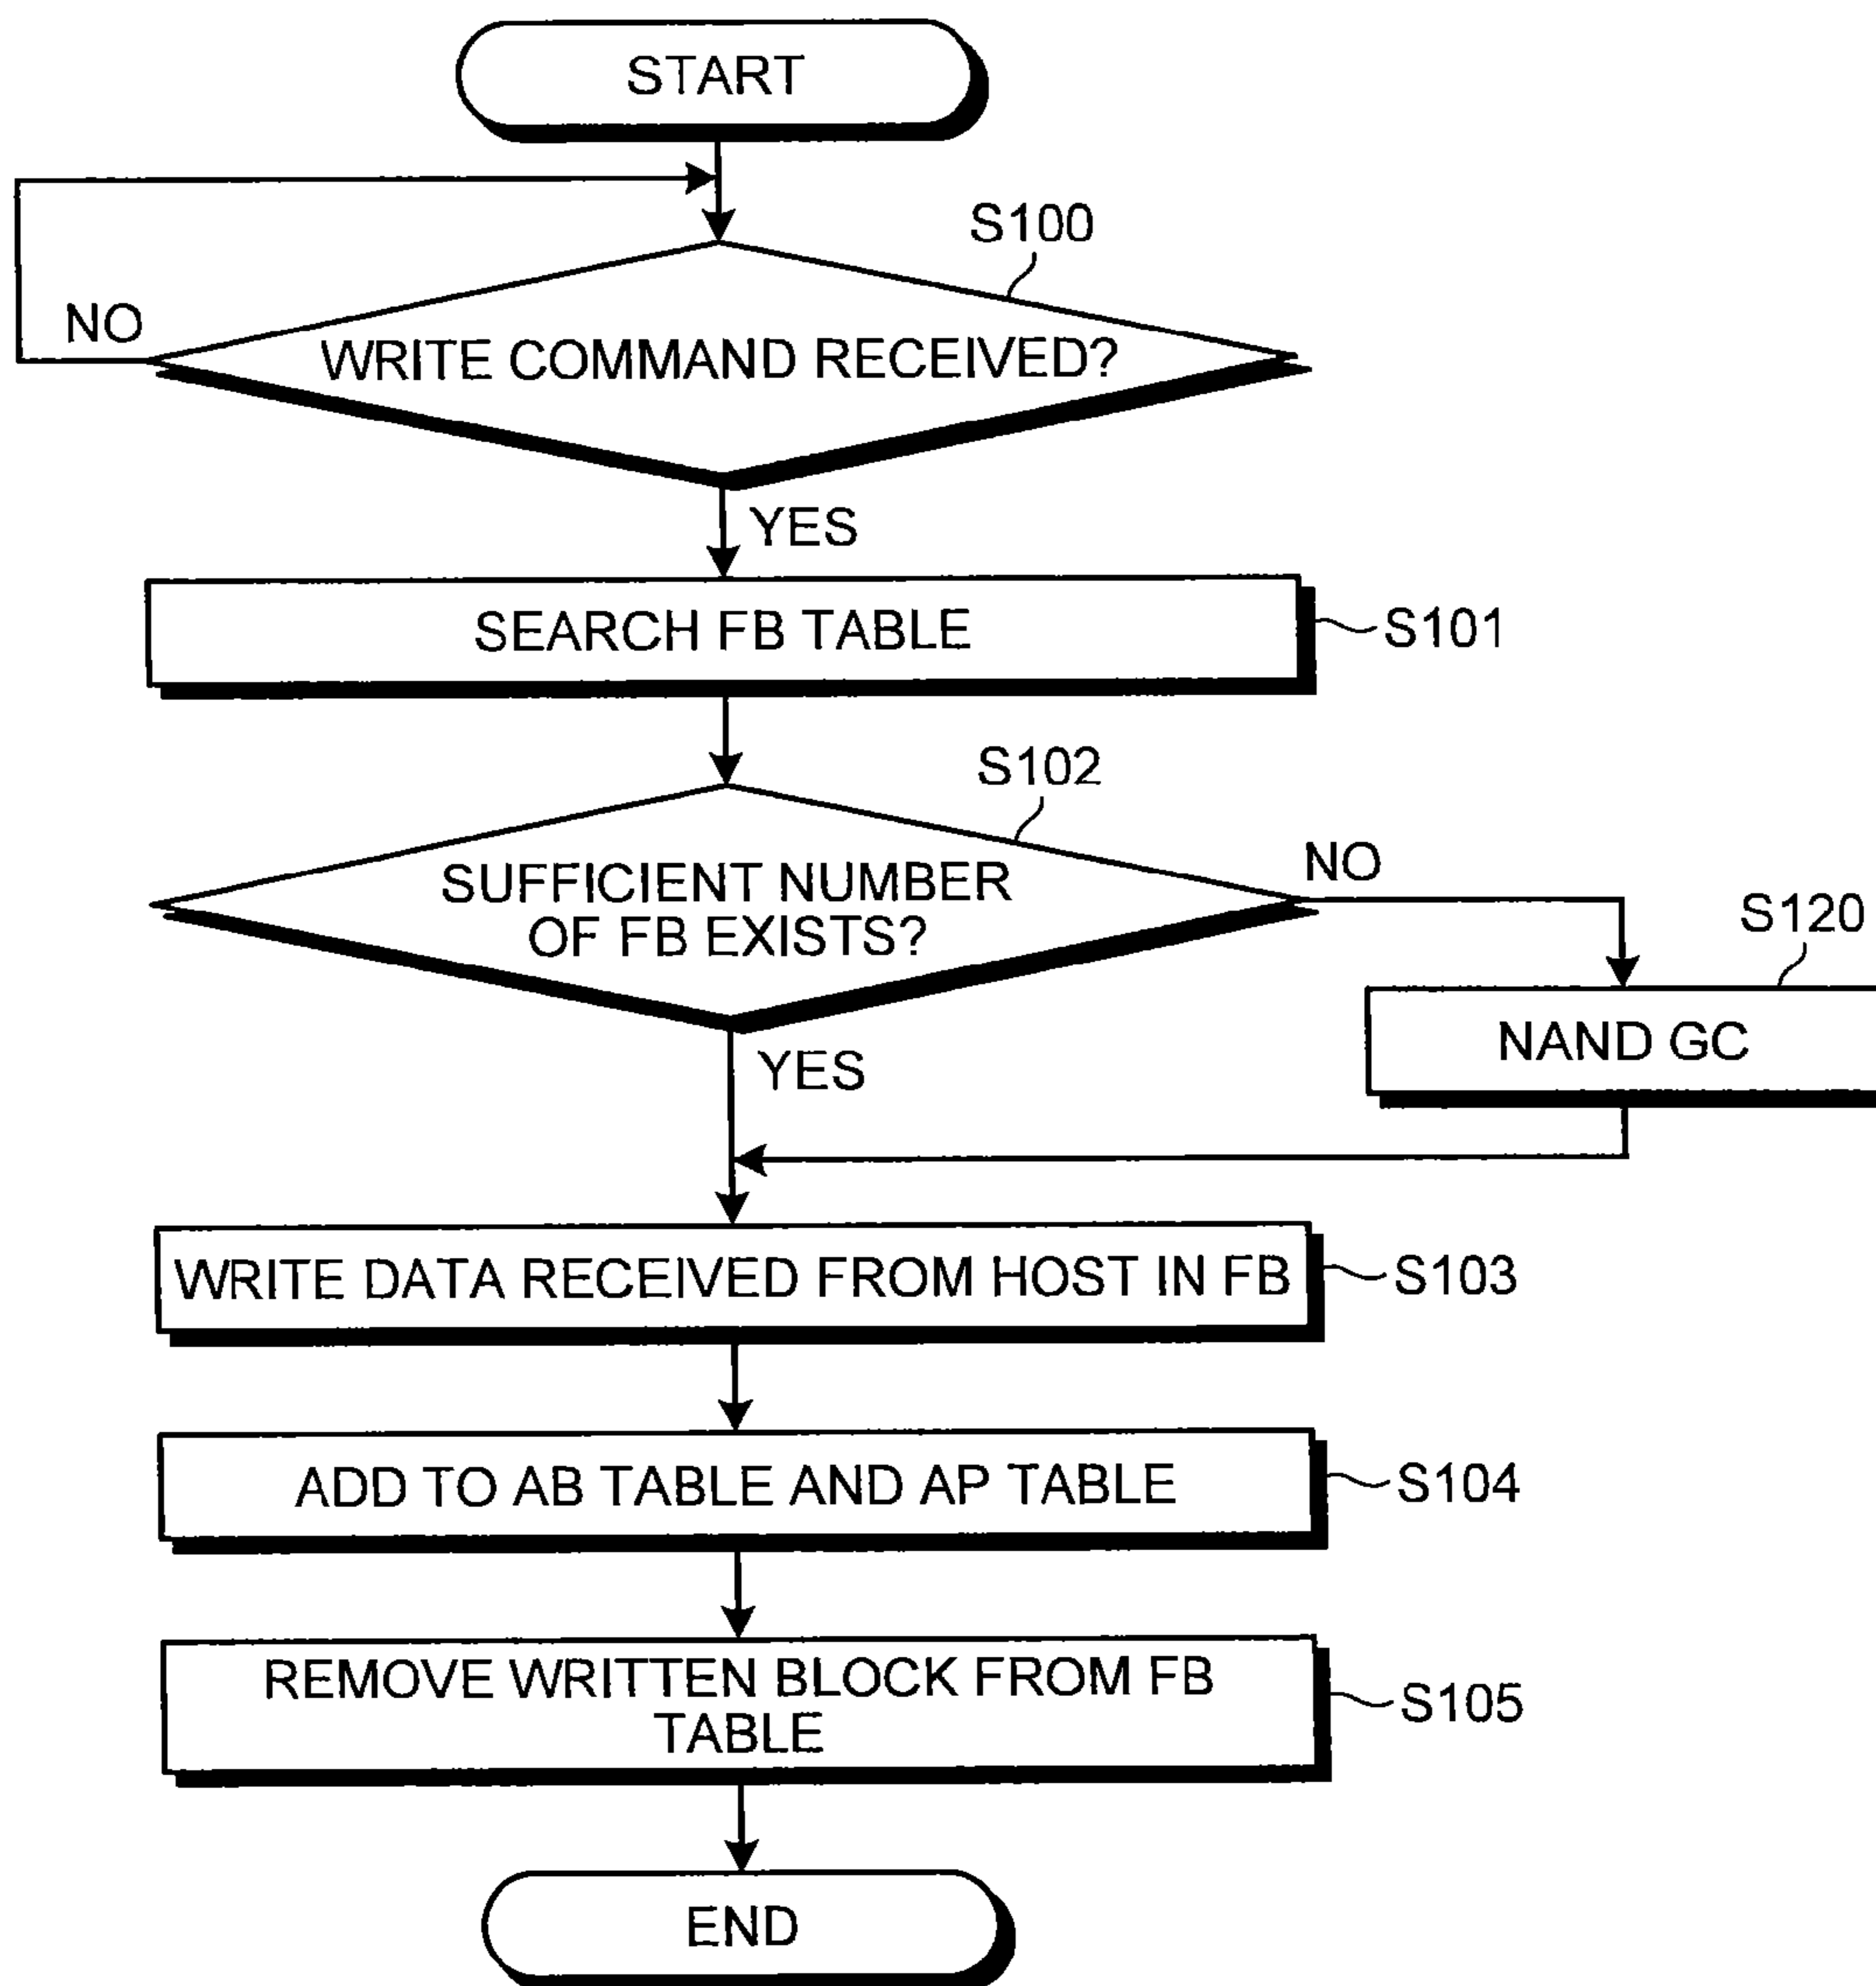 START
S100
NO
WRITE COMMAND RECEIVED?
YES
SEARCH FB TABLE
S101
S102
SUFFICIENT NUMBER
OF FB EXISTS?
NO
S120
NAND GC
YES
WRITE DATA RECEIVED FROM HOST IN FB
S103
ADD TO AB TABLE AND AP TABLE
S104
REMOVE WRITTEN BLOCK FROM FB
TABLE
S105
END